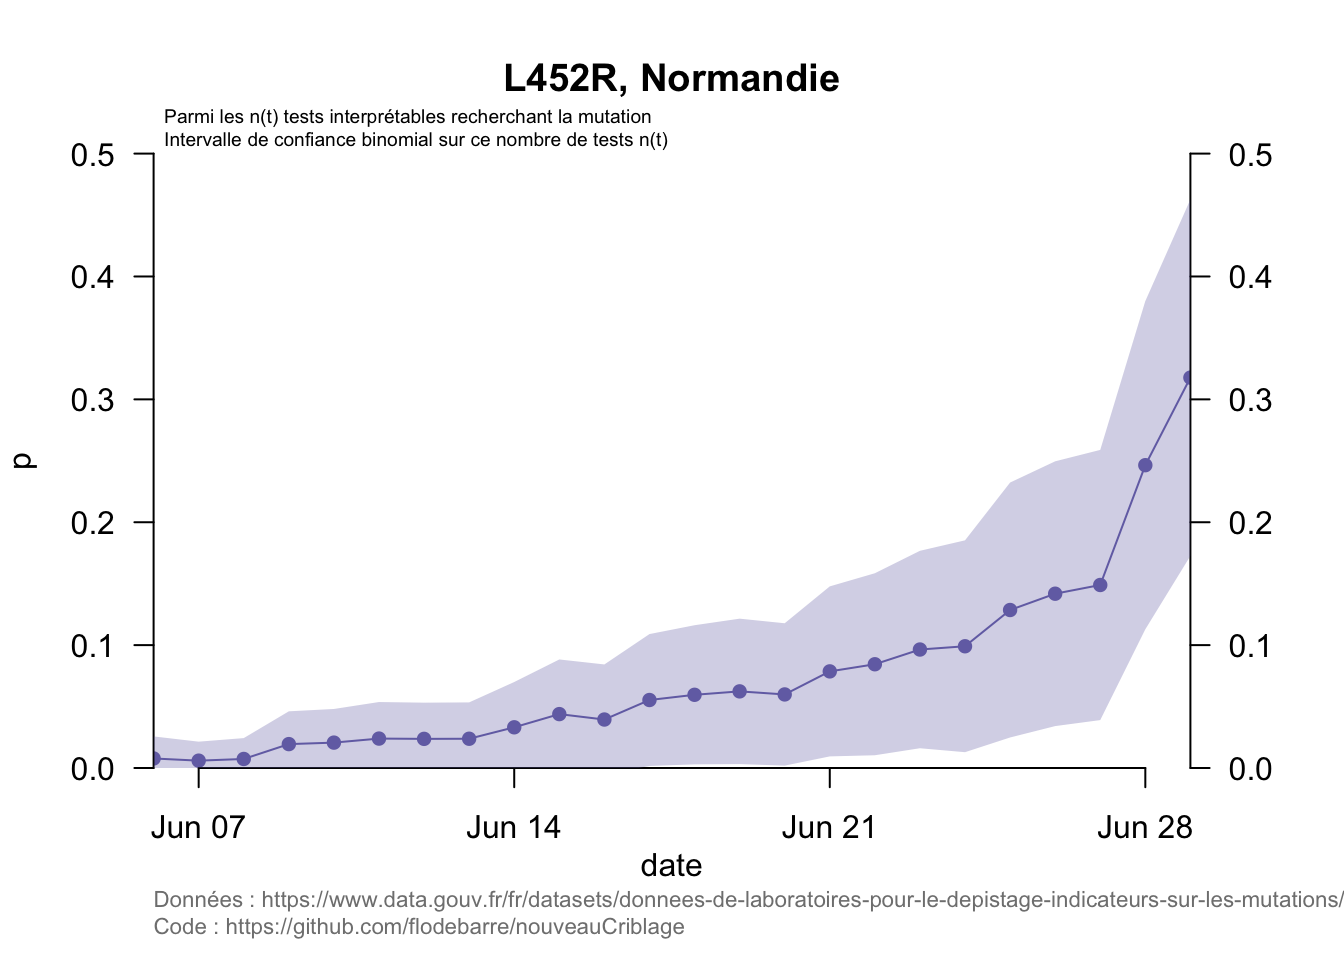 L452R, Normandie
Parmi les n(t) tests interprétables recherchant la mutation
Intervalle de confiance binomial sur ce nombre de tests n(t)
0.5
0.4
0.3
0.2
0.1
0.0
p
0.5
0.4
0.3
0.2
0.1
0.0
Jun 07 Jun 14 Jun 21 Jun 28
date
Données : https://www.data.gouv.fr/fr/datasets/donnees-de-laboratoires-pour-le-depistage-indicateurs-sur-les-mutations/
Code : https://github.com/flodebarre/nouveauCriblage